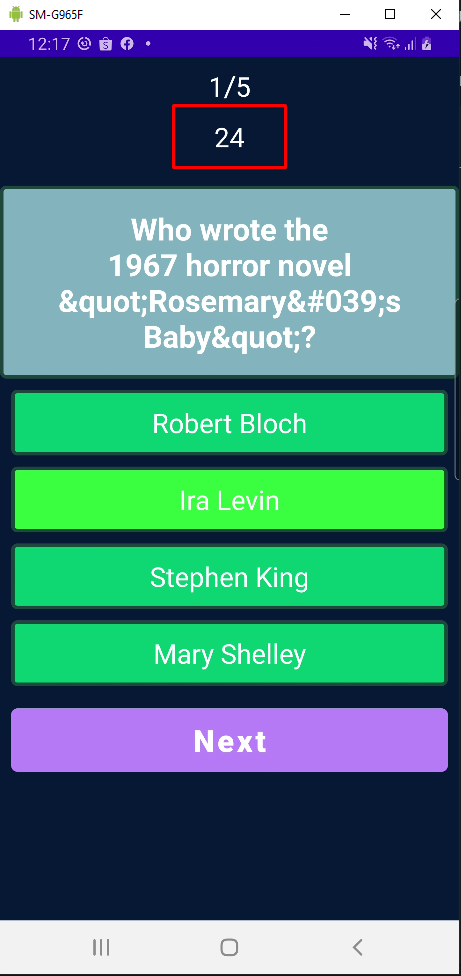 SM-G965F
12:17
1/5
24
Who wrote the
1967 horror novel
&quot;Rosemary&#039;s
Baby&quot;?
Robert Bloch
Ira Levin
Stephen King
Mary Shelley
Next